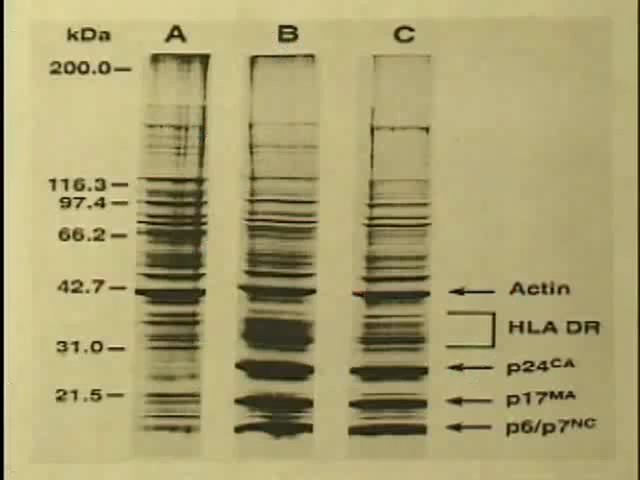 kDa A B C
200.0
116.3
97.4
66.2
42.7
Actin
HLA DR
31.0
p24CA
21.5
p17MA
p6/p7NC